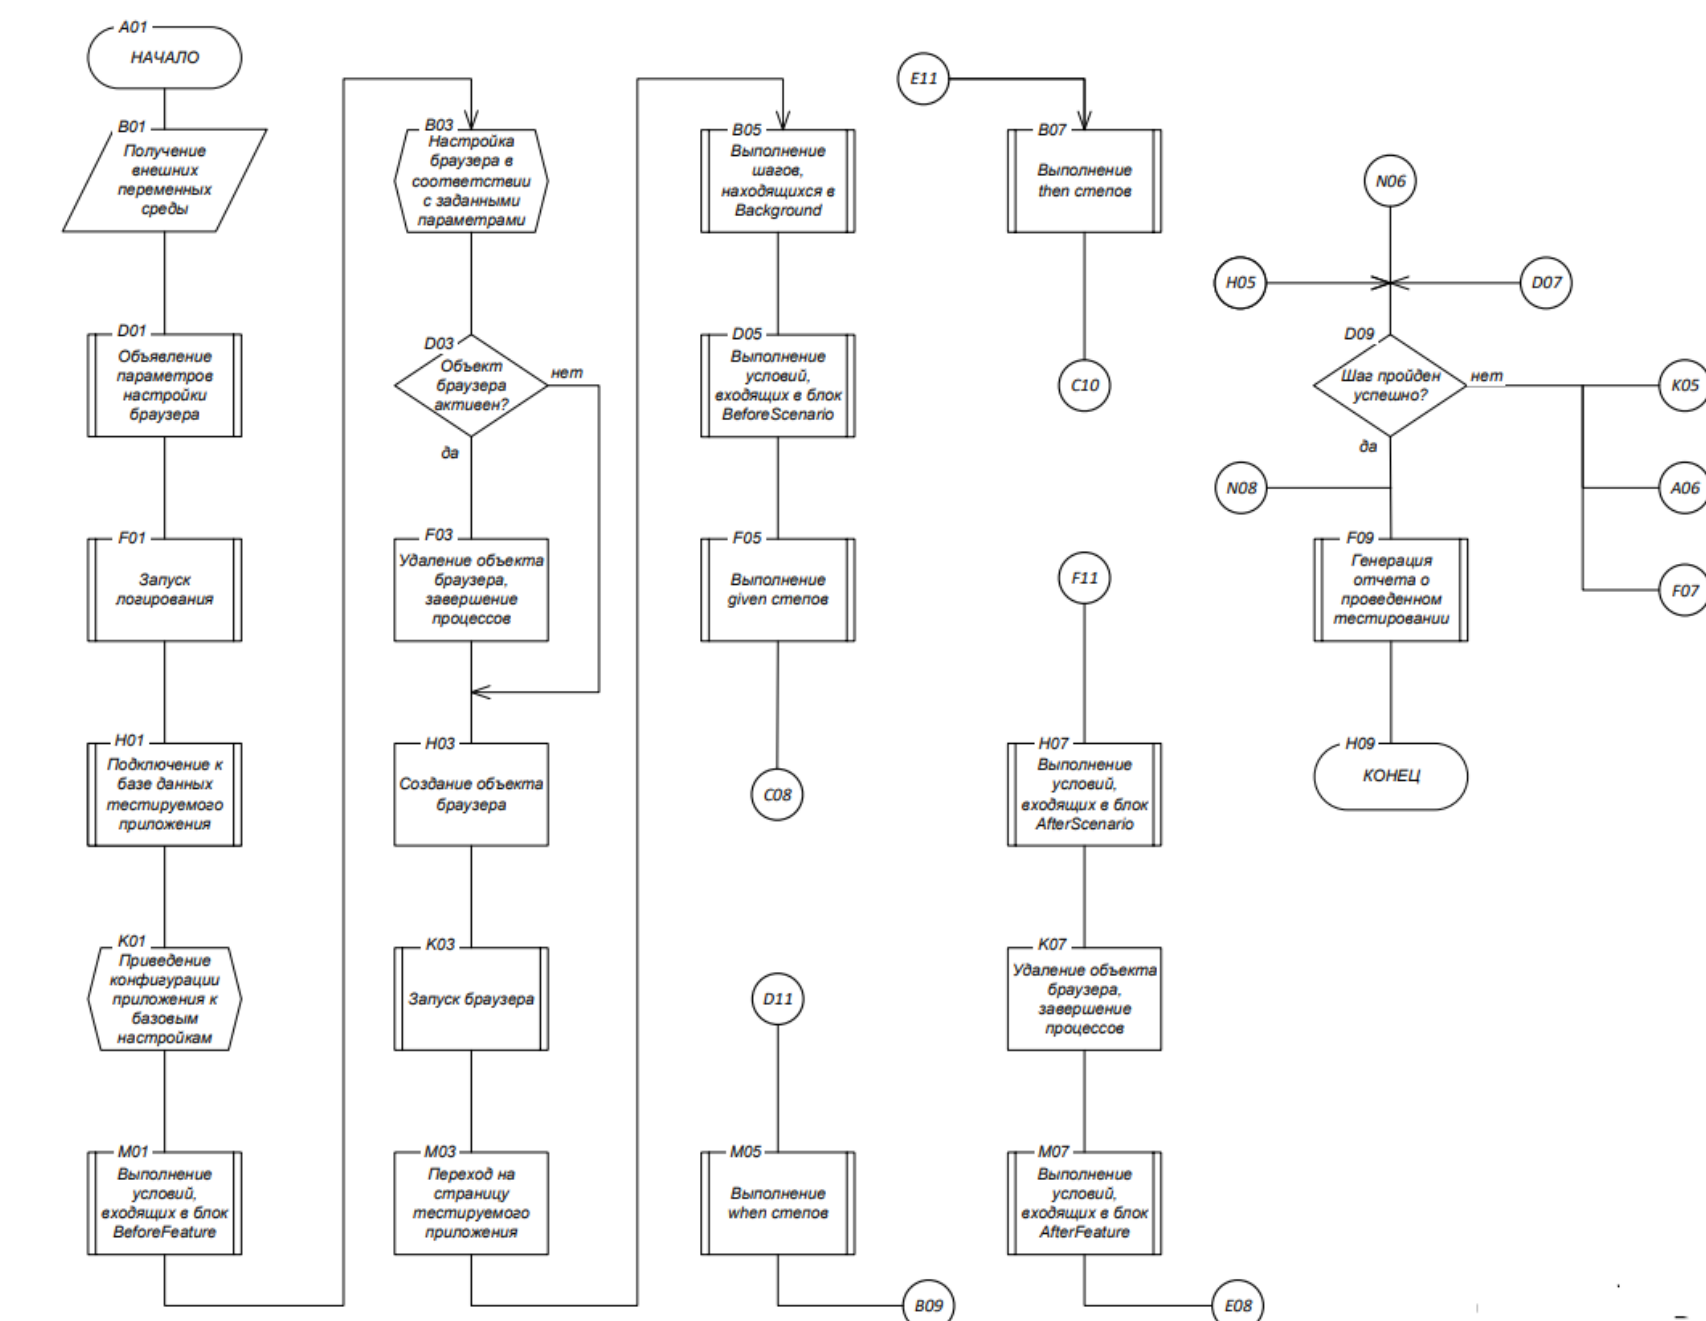 A01
НАЧАЛО
B01
Получение
внешних
переменных
среды
D01
Объявление
параметров
настройки
браузера
F01
Запуск
логирования
H01
Подключение к
базе данных
тестируемого
приложения
K01
Приведение
конфигурации
приложения к
базовым
настройкам
M01
Выполнение
условий,
входящих в блок
BeforeFeature
B03
Настройка
браузера в
соответствии
с заданными
параметрами
D03
Объект
браузера
активен?
нет
да
F03
Удаление объекта
браузера,
завершение
процессов
H03
Создание объекта
браузера
K03
Запуск браузера
M03
Переход на
страницу
тестируемого
приложения
B05
Выполнение
шагов,
находящихся в
Background
D05
Выполнение
условий,
входящих в блок
BeforeScenario
F05
Выполнение
given степов
C08
D11
M05
Выполнение
when степов
B09
E11
B07
Выполнение
then степов
C10
F11
H07
Выполнение
условий,
входящих в блок
AfterScenario
K07
Удаление объекта
браузера,
завершение
процессов
M07
Выполнение
условий,
входящих в блок
AfterFeature
E08
N06
H05
D07
D09
Шаг пройден
успешно?
нет
да
K05
A06
F07
N08
F09
Генерация
отчета о
проведенном
тестировании
H09
КОНЕЦ